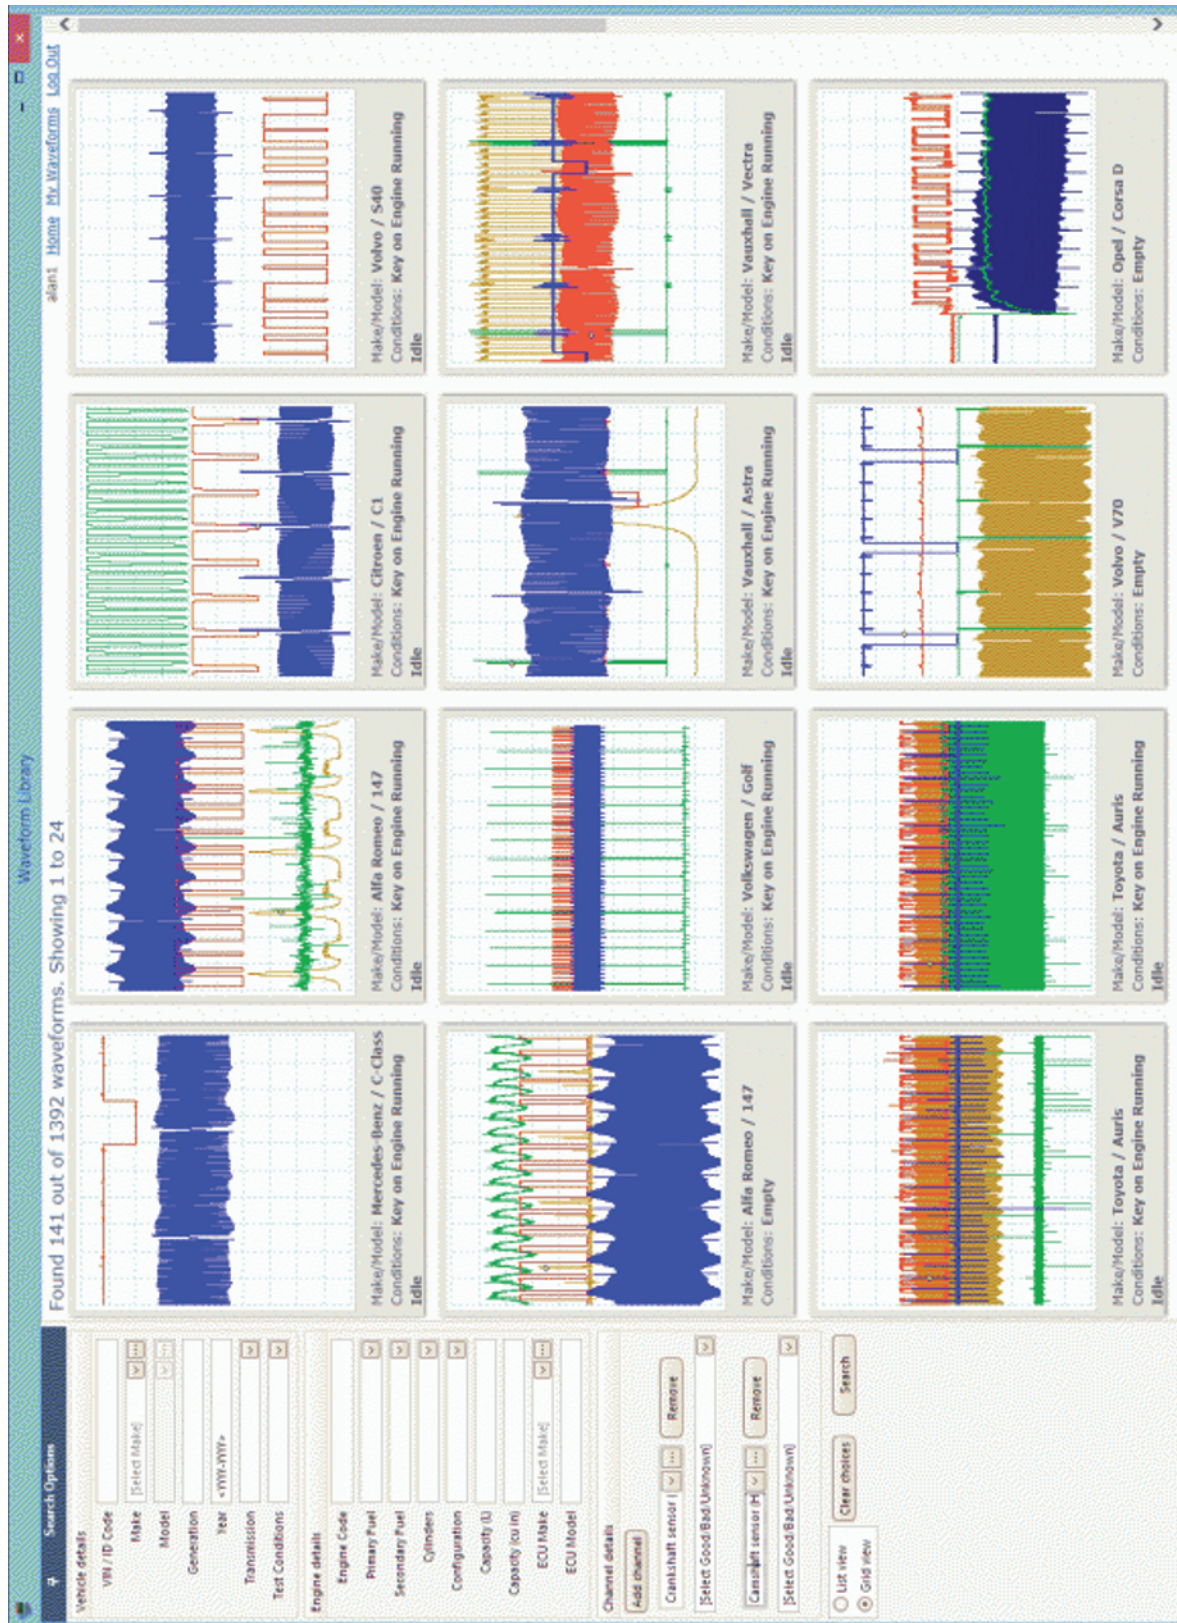 Waveform Library
Search Options
Found 141 out of 1392 waveforms. Showing 1 to 24
alan1 Home My Waveforms Log Out
Vehicle details
VIN / ID Code
Make [Select Make]
Model
Generation
Year <YYYY-YYYY>
Transmission
Test Conditions
Engine details
Engine Code
Primary Fuel
Secondary Fuel
Cylinders
Configuration
Capacity (L)
Capacity (cu in)
ECU Make [Select Make]
ECU Model
Channel details
Add channel
Crankshaft sensor ( Remove
[Select Good/Bad/Unknown]
Camshaft sensor (H Remove
[Select Good/Bad/Unknown]
List view
Grid view
Clear choices
Search
Make/Model: Mercedes-Benz / C-Class
Conditions: Key on Engine Running
Idle
Make/Model: Alfa Romeo / 147
Conditions: Key on Engine Running
Idle
Make/Model: Citroen / C1
Conditions: Key on Engine Running
Idle
Make/Model: Volvo / S40
Conditions: Key on Engine Running
Idle
Make/Model: Alfa Romeo / 147
Conditions: Empty
Make/Model: Volkswagen / Golf
Conditions: Key on Engine Running
Idle
Make/Model: Vauxhall / Astra
Conditions: Key on Engine Running
Idle
Make/Model: Vauxhall / Vectra
Conditions: Key on Engine Running
Idle
Make/Model: Toyota / Auris
Conditions: Key on Engine Running
Idle
Make/Model: Toyota / Auris
Conditions: Key on Engine Running
Idle
Make/Model: Volvo / V70
Conditions: Empty
Make/Model: Opel / Corsa D
Conditions: Empty